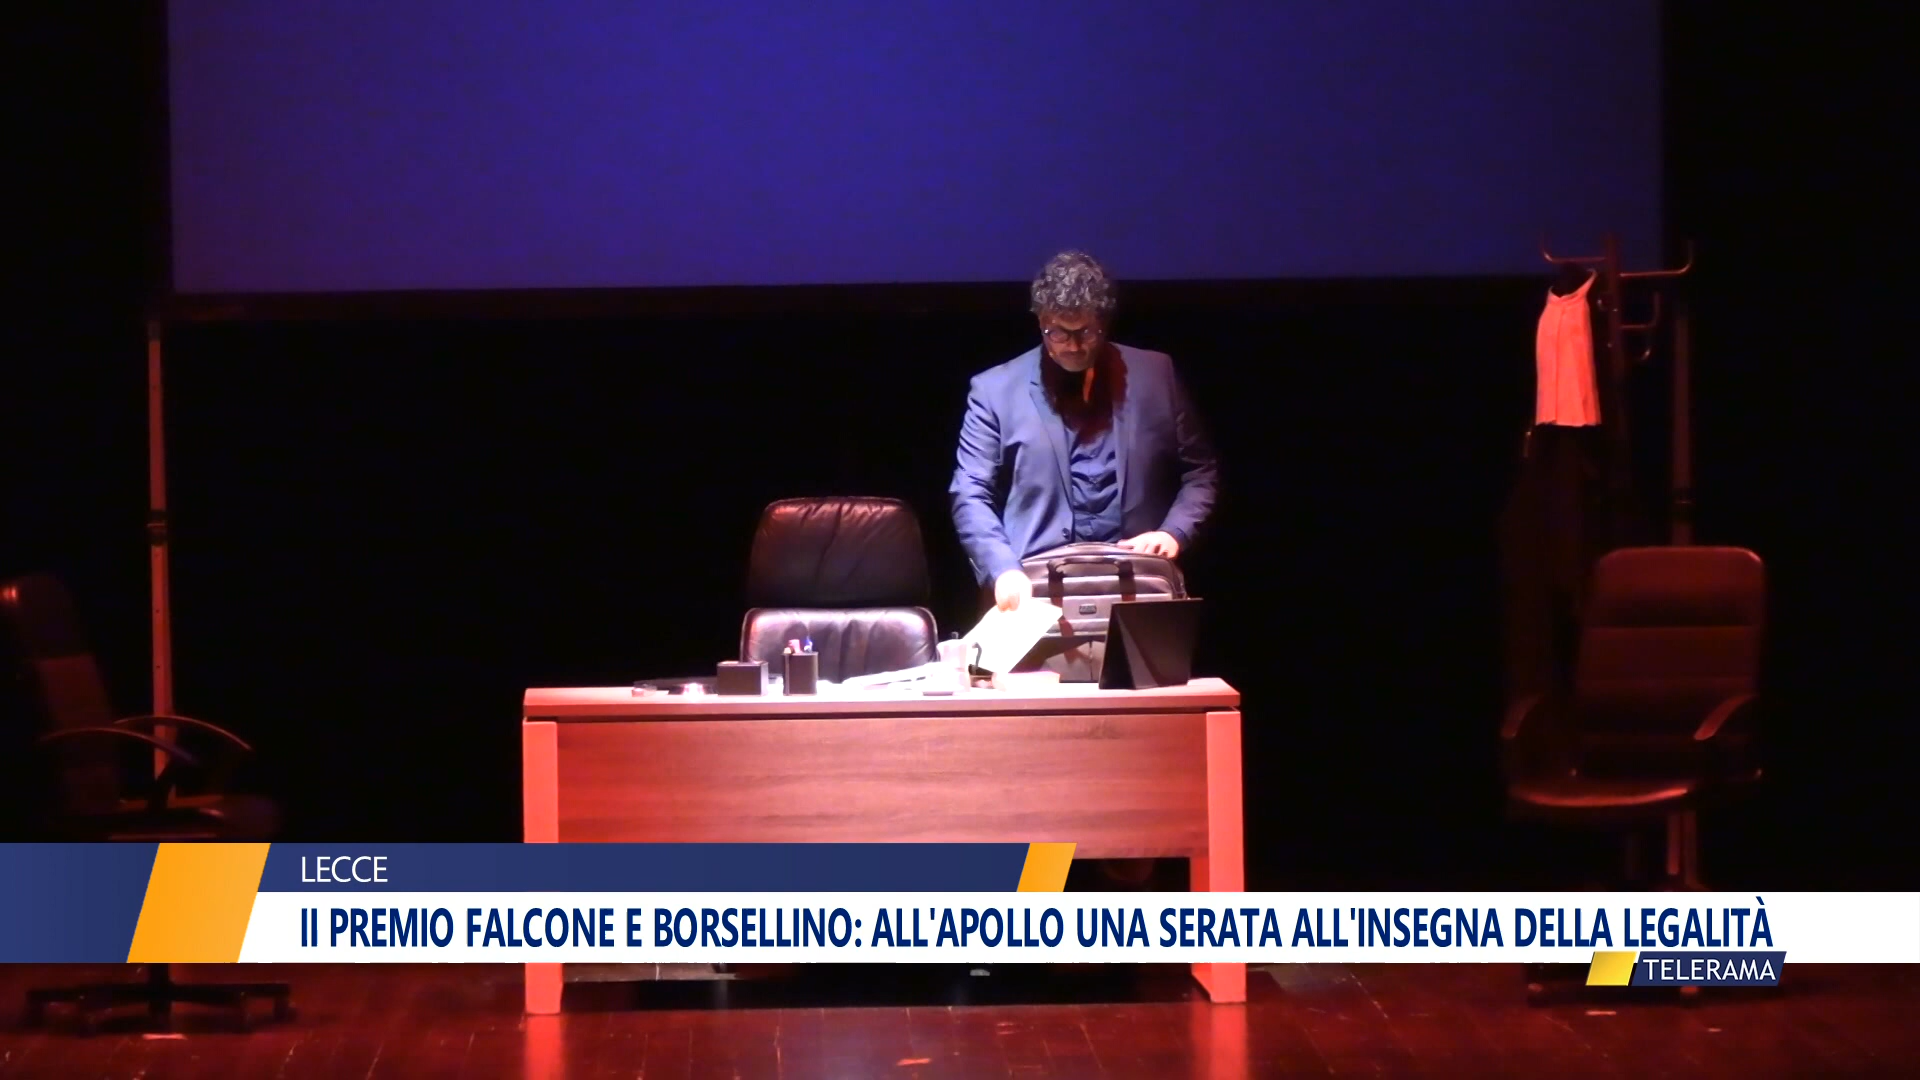 LECCE
II PREMIO FALCONE E BORSELLINO: ALL'APOLLO UNA SERATA ALL'INSEGNA DELLA LEGALITÀ
TELERAMA